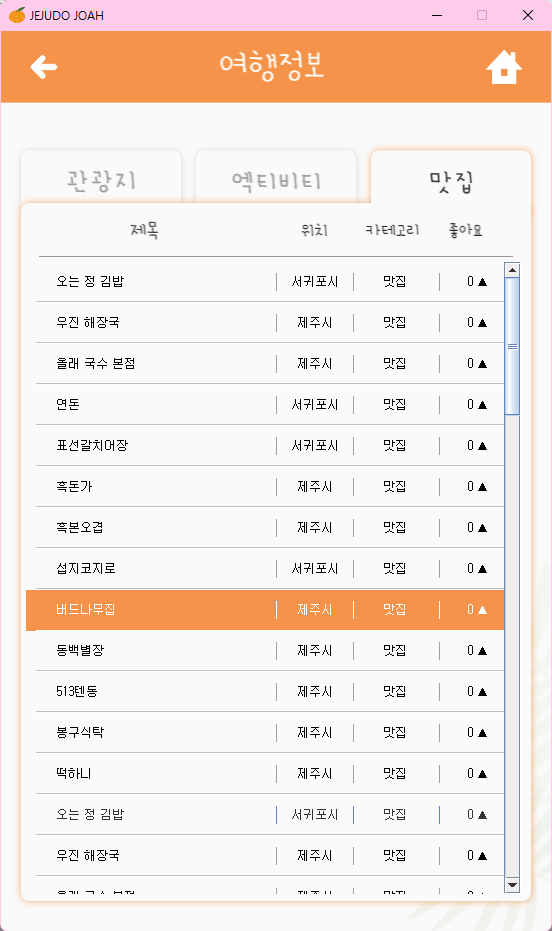 JEJUDO JOAH
여행정보
관광지 엑티비티 맛집
제목 위치 카테고리 좋아요
오는 정 김밥 서귀포시 맛집 0 ▲
우진 해장국 제주시 맛집 0 ▲
올래 국수 본점 제주시 맛집 0 ▲
연돈 서귀포시 맛집 0 ▲
표선갈치어장 서귀포시 맛집 0 ▲
흑돈가 제주시 맛집 0 ▲
흑본오겹 제주시 맛집 0 ▲
섭지코지로 서귀포시 맛집 0 ▲
버드나무집 제주시 맛집 0 ▲
동백별장 제주시 맛집 0 ▲
513텐동 제주시 맛집 0 ▲
봉구식탁 제주시 맛집 0 ▲
떡하니 제주시 맛집 0 ▲
오는 정 김밥 서귀포시 맛집 0 ▲
우진 해장국 제주시 맛집 0 ▲